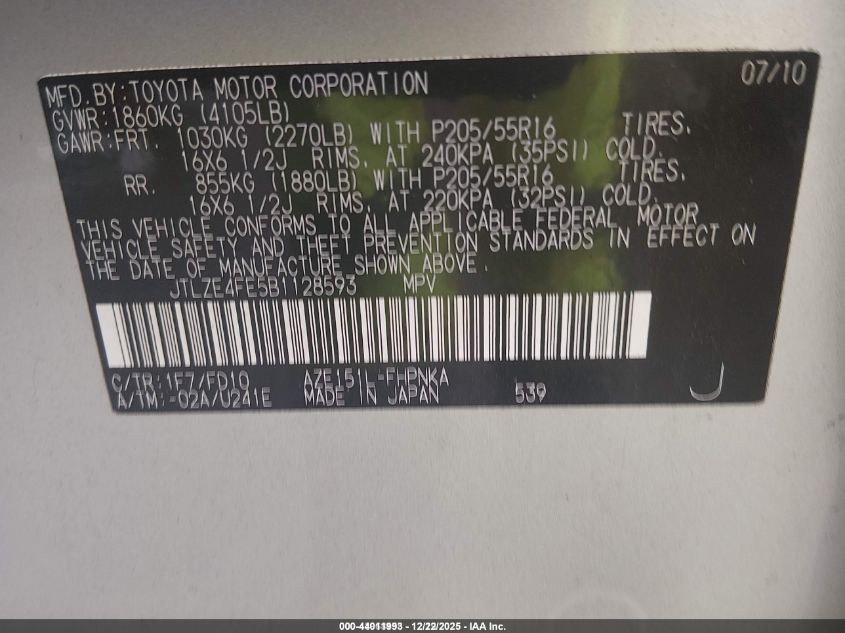 07/10
MFD.BY:TOYOTA MOTOR CORPORATION
GVWR:1860KG (4105LB)
GAWR:FRT. 1030KG (2270LB) WITH P205/55R16 TIRES,
16X6 1/2J RIMS, AT 240KPA (35PSI) COLD.
RR. 855KG (1880LB) WITH P205/55R16 TIRES,
16X6 1/2J RIMS, AT 220KPA (32PSI) COLD.
THIS VEHICLE CONFORMS TO ALL APPLICABLE FEDERAL MOTOR
VEHICLE SAFETY AND THEFT PREVENTION STANDARDS IN EFFECT ON
THE DATE OF MANUFACTURE SHOWN ABOVE.
JTLZE4FE5B1128593 MPV
C/TR:1F7/FD10 AZE151L-FHPNKA
A/TM:-02A/U241E MADE IN JAPAN 539
J
000-44011993 - 12/22/2025 - IAA Inc.